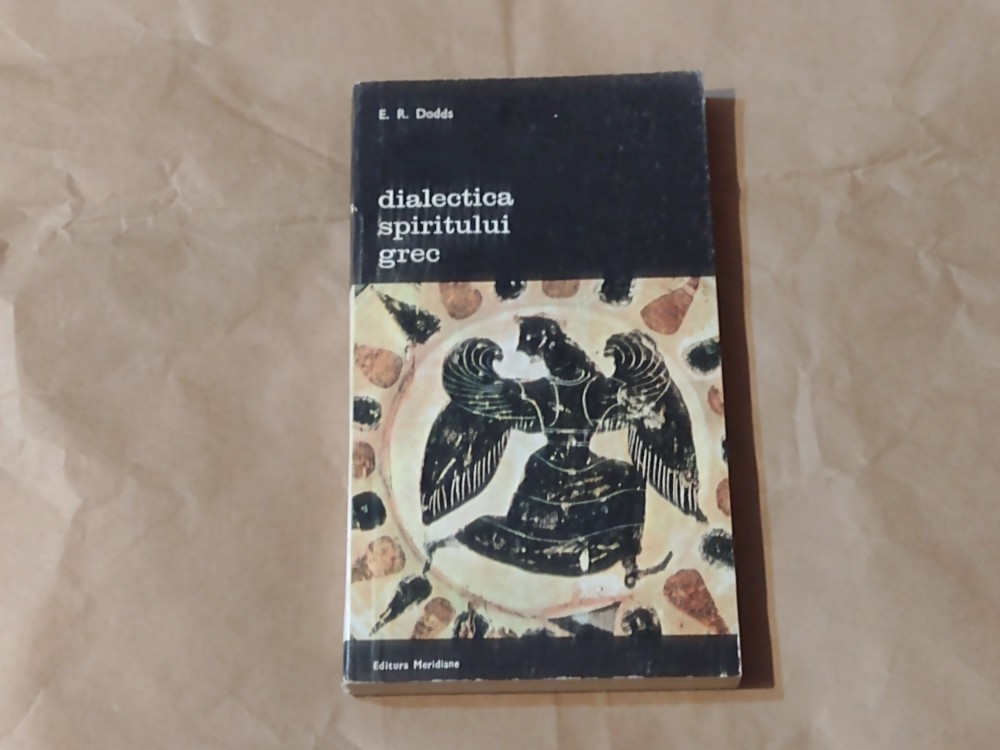 E. R. Dodds
dialectica
spiritului
grec
Editura Meridiane